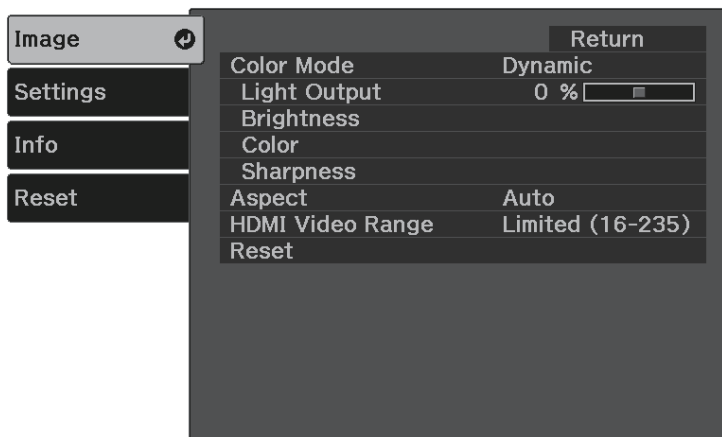 Image
Settings
Info
Reset
Return
Color Mode Dynamic
Light Output 0 %
Brightness
Color
Sharpness
Aspect Auto
HDMI Video Range Limited (16-235)
Reset